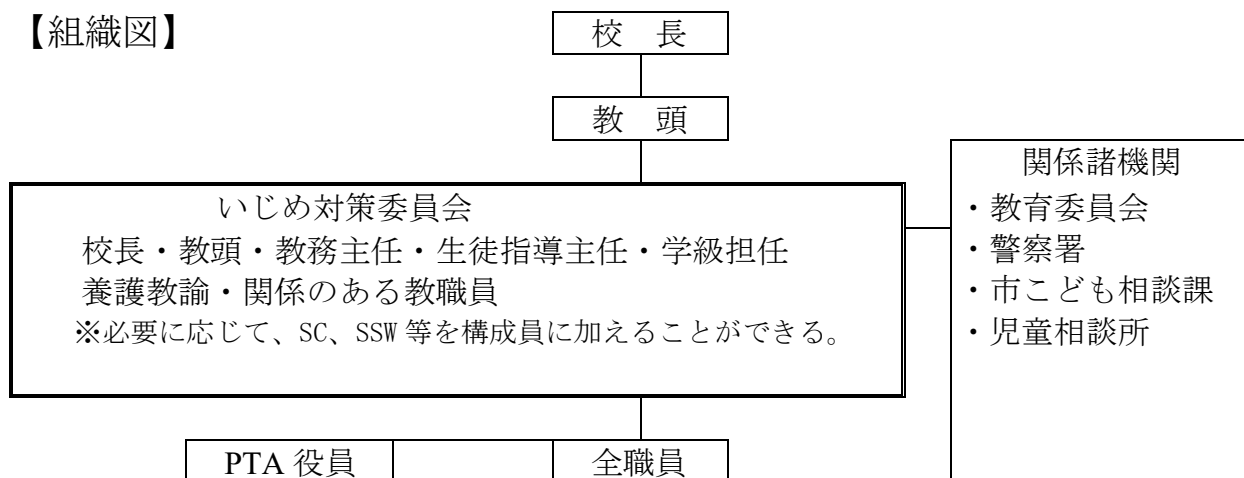 【組織図】
校　長
教　頭
いじめ対策委員会
校長・教頭・教務主任・生徒指導主任・学級担任
養護教諭・関係のある教職員
※必要に応じて、SC、SSW 等を構成員に加えることができる。
関係諸機関
・教育委員会
・警察署
・市こども相談課
・児童相談所
PTA 役員
全職員